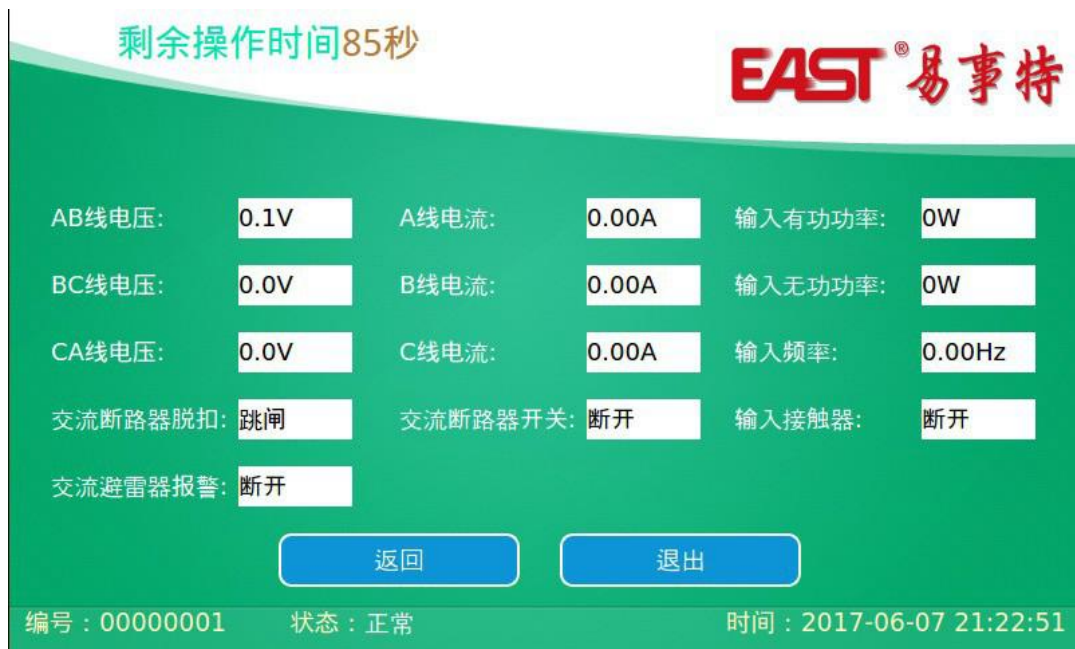 剩余操作时间85秒
EAST®易事特
AB线电压: 0.1V A线电流: 0.00A 输入有功功率: 0W
BC线电压: 0.0V B线电流: 0.00A 输入无功功率: 0W
CA线电压: 0.0V C线电流: 0.00A 输入频率: 0.00Hz
交流断路器脱扣: 跳闸 交流断路器开关: 断开 输入接触器: 断开
交流避雷器报警: 断开
返回 退出
编号：00000001 状态：正常 时间：2017-06-07 21:22:51